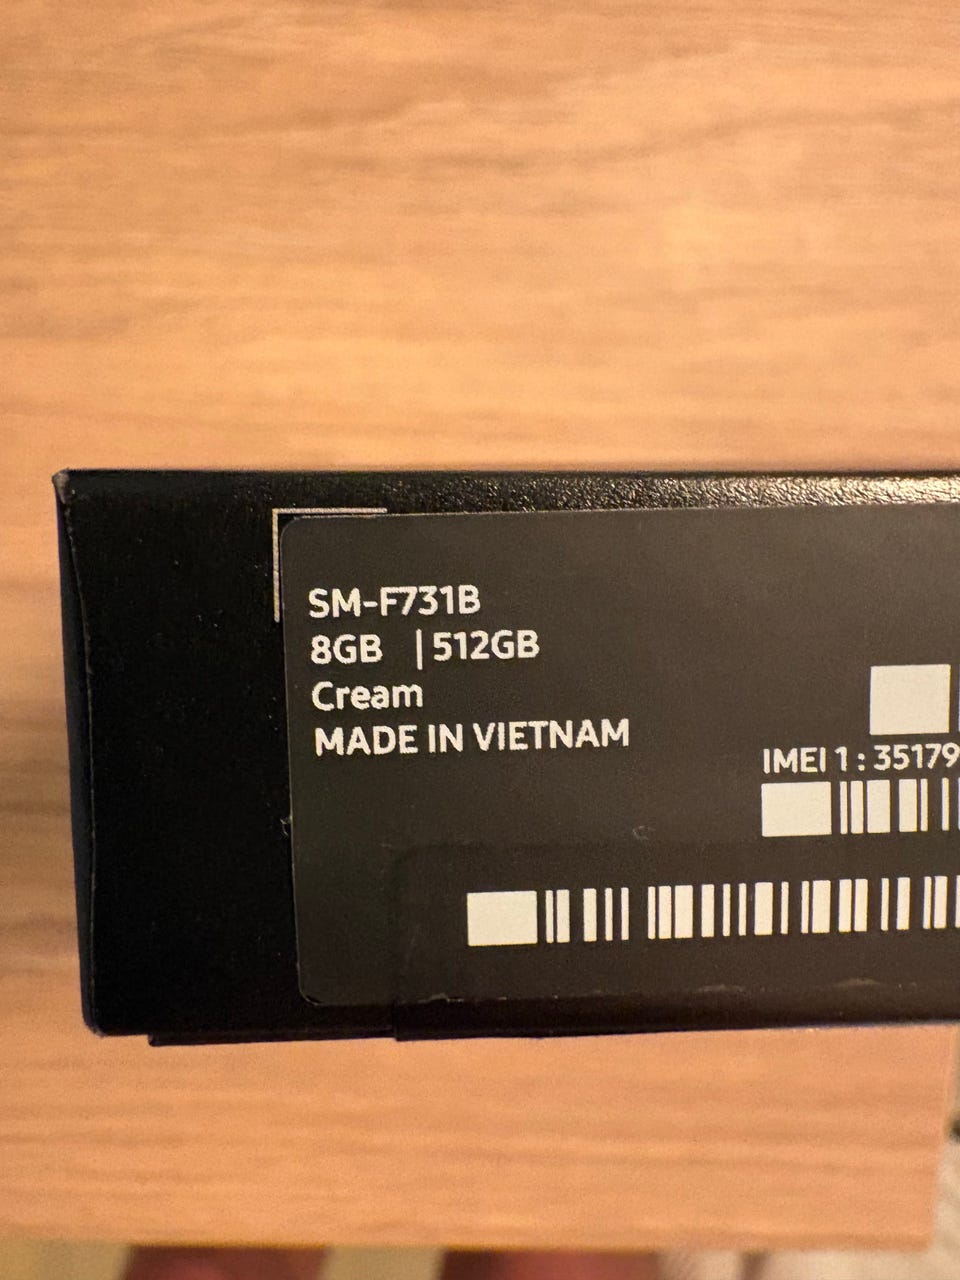 SM-F731B
8GB | 512GB
Cream
MADE IN VIETNAM
IMEI 1 : 35179